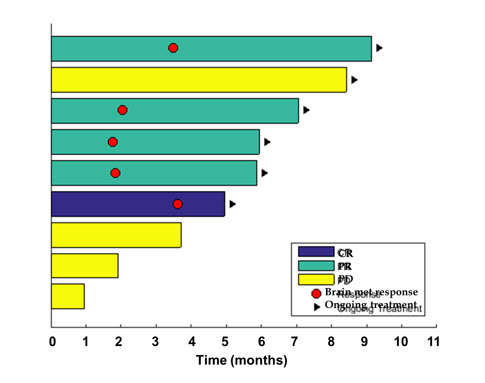 CR
PR
PD
Brain met response
Ongoing treatment
0 1 2 3 4 5 6 7 8 9 10 11
Time (months)